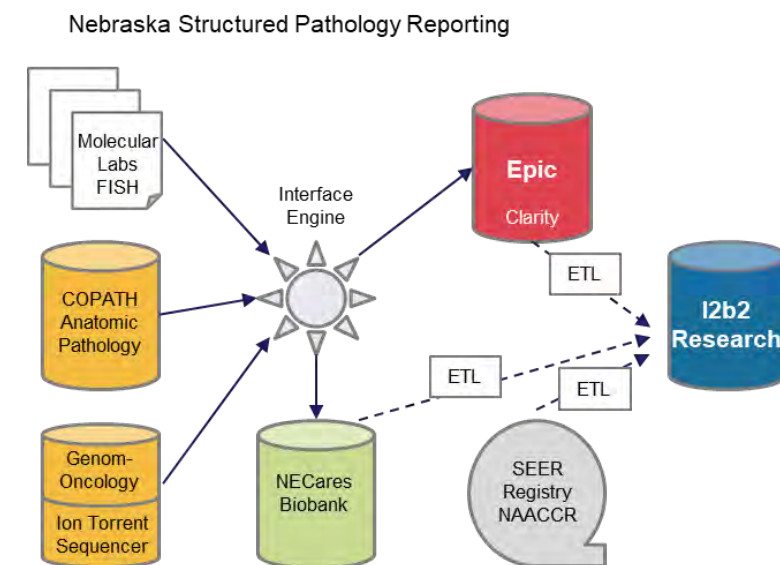 Nebraska Structured Pathology Reporting
Molecular
Labs
FISH
Interface
Engine
Epic
Clarity
COPATH
Anatomic
Pathology
ETL
I2b2
Research
ETL
ETL
Genom-
Oncology
Ion Torrent
Sequencer
NECares
Biobank
SEER
Registry
NAACCR